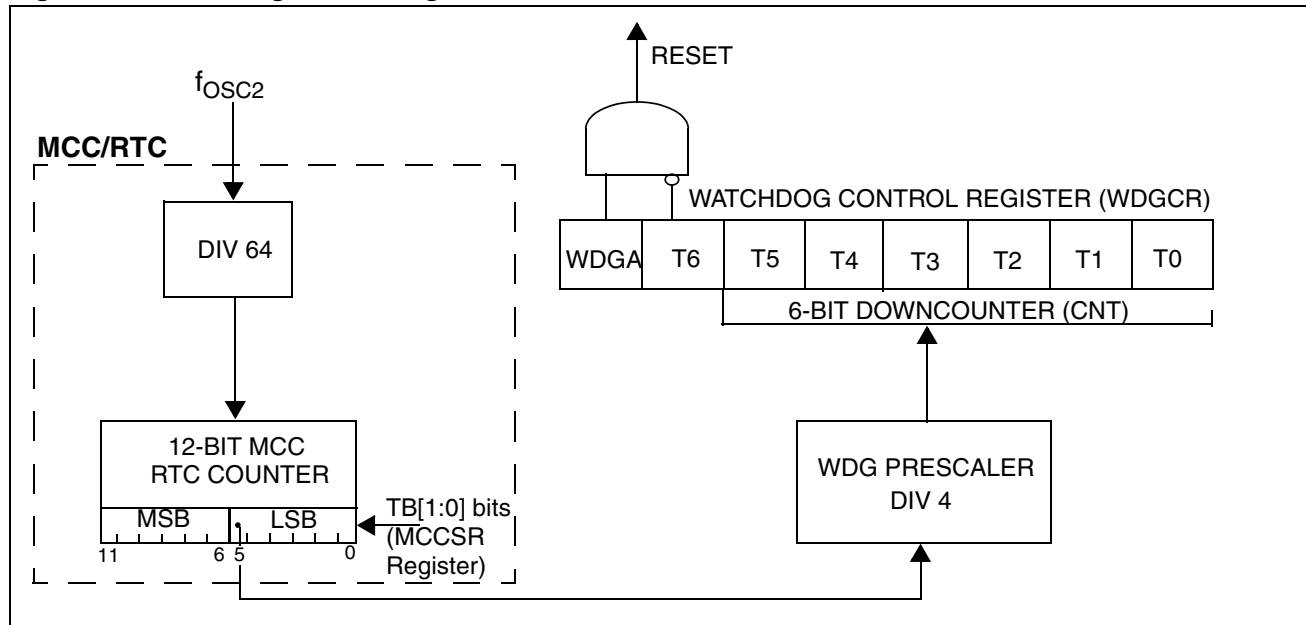 RESET
fOSC2
MCC/RTC
DIV 64
WATCHDOG CONTROL REGISTER (WDGCR)
WDGA T6 T5 T4 T3 T2 T1 T0
6-BIT DOWNCOUNTER (CNT)
12-BIT MCC
RTC COUNTER
MSB LSB
11 6 5 0
TB[1:0] bits
(MCCSR
Register)
WDG PRESCALER
DIV 4